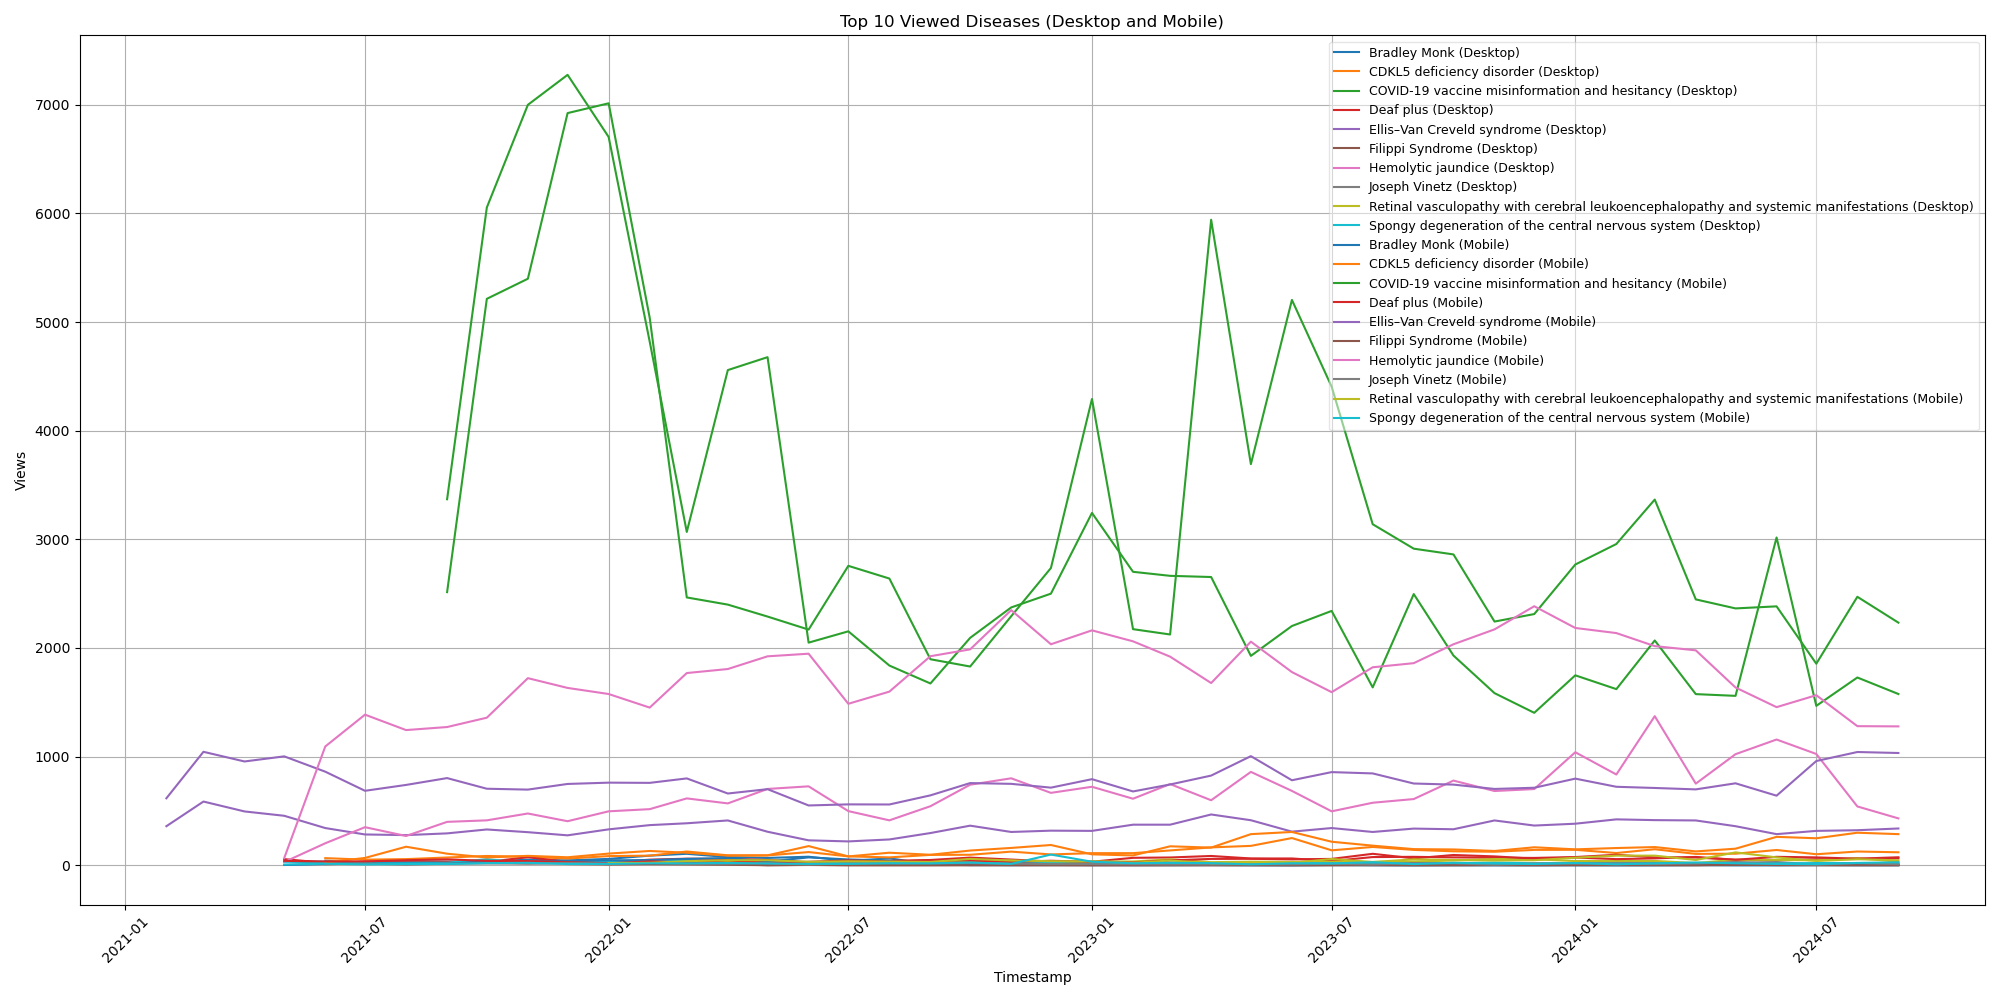 Top 10 Viewed Diseases (Desktop and Mobile)
Bradley Monk (Desktop)
CDKL5 deficiency disorder (Desktop)
COVID-19 vaccine misinformation and hesitancy (Desktop)
Deaf plus (Desktop)
Ellis–Van Creveld syndrome (Desktop)
Filippi Syndrome (Desktop)
Hemolytic jaundice (Desktop)
Joseph Vinetz (Desktop)
Retinal vasculopathy with cerebral leukoencephalopathy and systemic manifestations (Desktop)
Spongy degeneration of the central nervous system (Desktop)
Bradley Monk (Mobile)
CDKL5 deficiency disorder (Mobile)
COVID-19 vaccine misinformation and hesitancy (Mobile)
Deaf plus (Mobile)
Ellis–Van Creveld syndrome (Mobile)
Filippi Syndrome (Mobile)
Hemolytic jaundice (Mobile)
Joseph Vinetz (Mobile)
Retinal vasculopathy with cerebral leukoencephalopathy and systemic manifestations (Mobile)
Spongy degeneration of the central nervous system (Mobile)
7000
6000
5000
4000
3000
2000
1000
0
Views
2021-01
2021-07
2022-01
2022-07
2023-01
2023-07
2024-01
2024-07
Timestamp